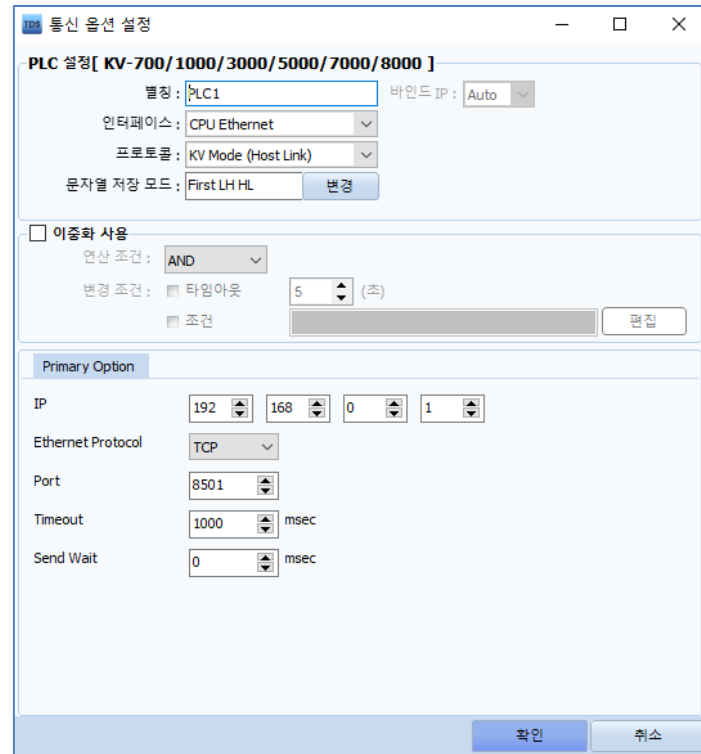 TDS 통신 옵션 설정
PLC 설정[ KV-700/1000/3000/5000/7000/8000 ]
별칭 : PLC1 바인드 IP : Auto
인터페이스 : CPU Ethernet
프로토콜 : KV Mode (Host Link)
문자열 저장 모드 : First LH HL 변경
이중화 사용
연산 조건 : AND
변경 조건 : 타임아웃 5 (초)
조건 편집
Primary Option
IP 192 168 0 1
Ethernet Protocol TCP
Port 8501
Timeout 1000 msec
Send Wait 0 msec
확인 취소